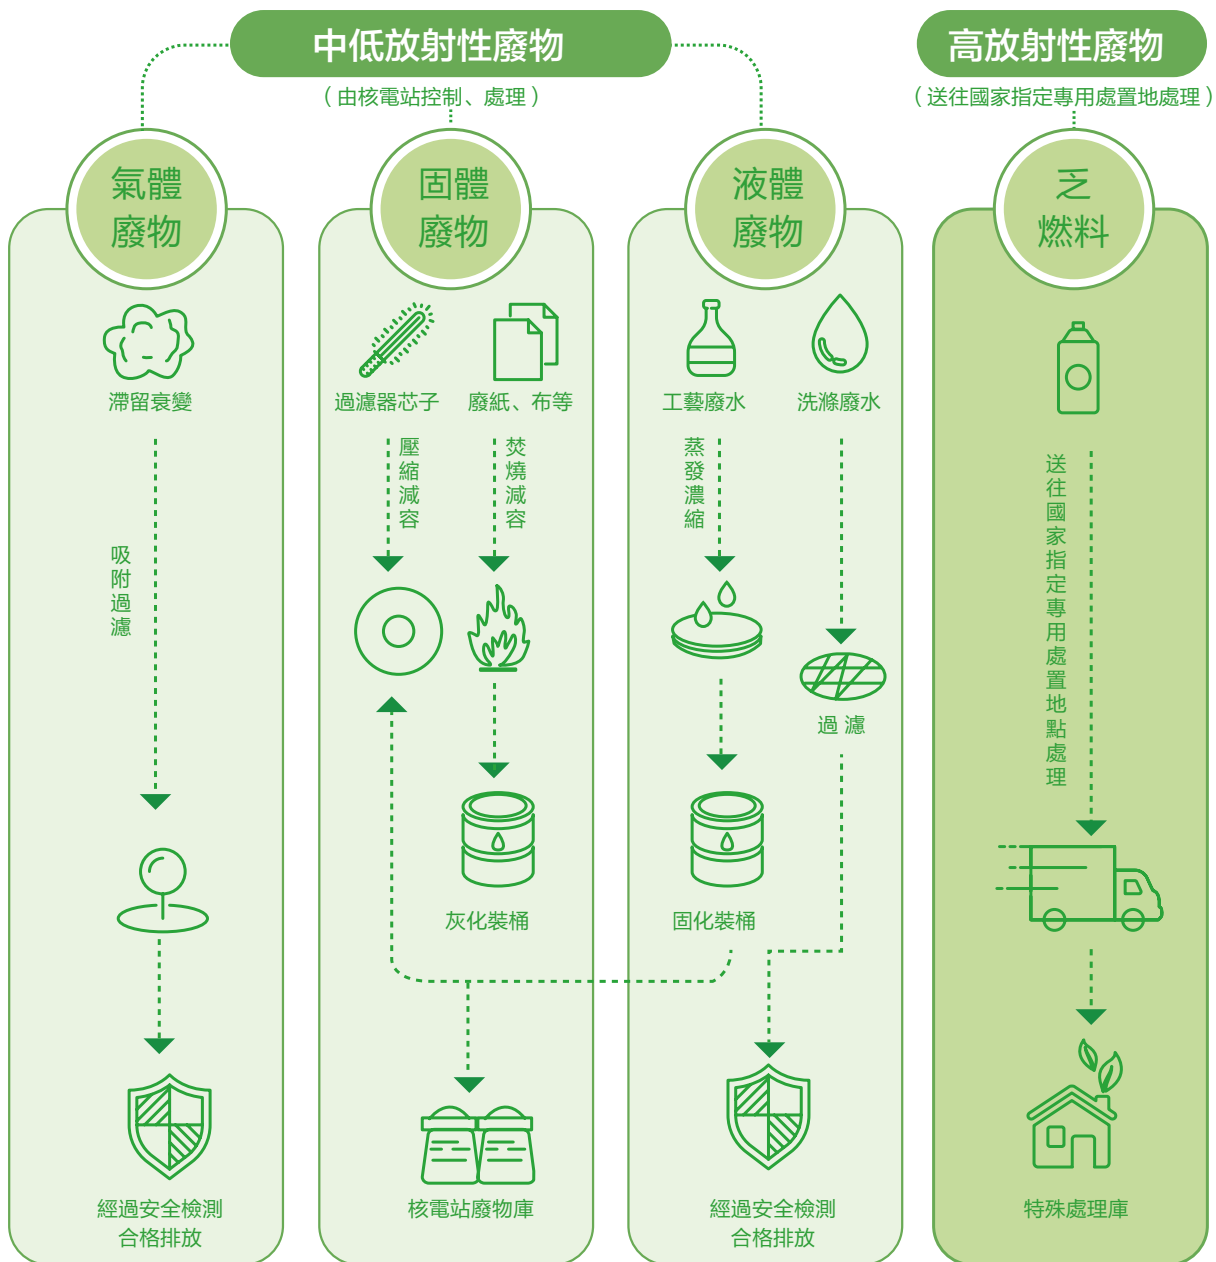 中低放射性廢物
（由核電站控制、處理）
高放射性廢物
（送往國家指定專用處置地處理）
氣體
廢物
滯留衰變
吸附過濾
經過安全檢測
合格排放
固體
廢物
過濾器芯子
廢紙、布等
壓縮減容
焚燒減容
灰化裝桶
核電站廢物庫
液體
廢物
工藝廢水
洗滌廢水
蒸發濃縮
過濾
固化裝桶
經過安全檢測
合格排放
乏
燃料
送往國家指定專用處置地點處理
特殊處理庫